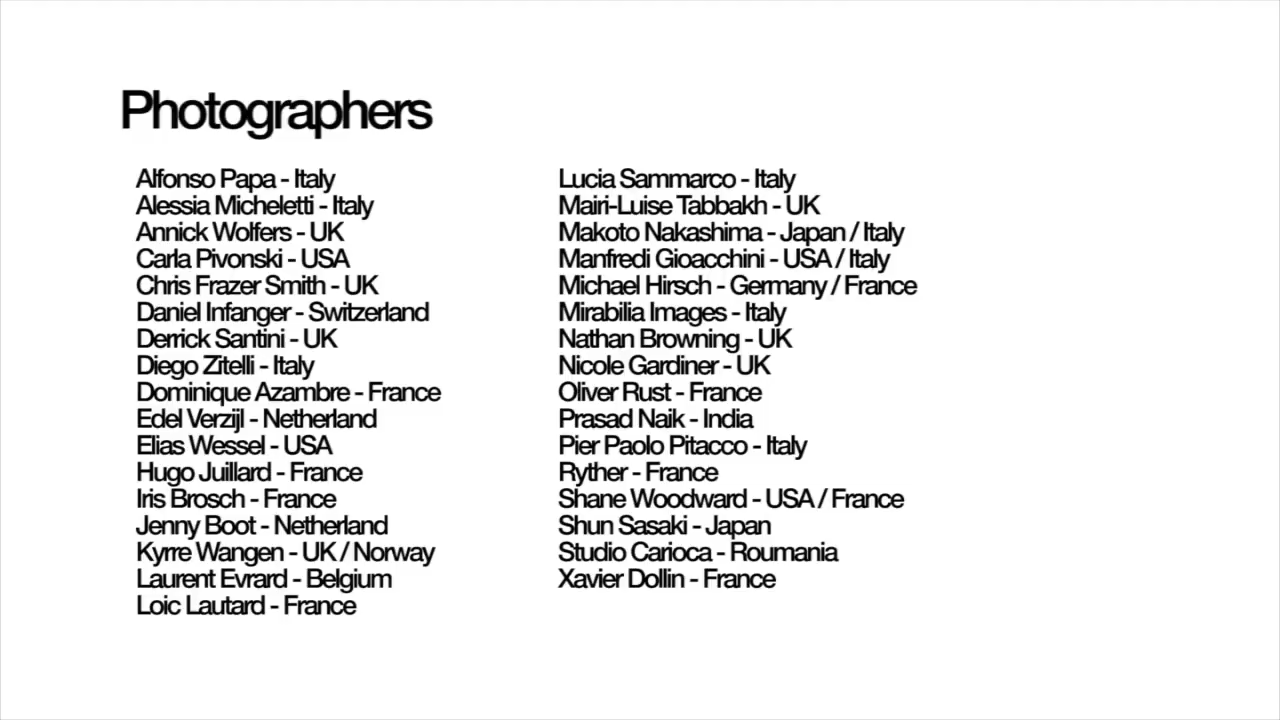 Photographers
Alfonso Papa - Italy
Alessia Micheletti - Italy
Annick Wolfers - UK
Carla Pivonski - USA
Chris Frazer Smith - UK
Daniel Infanger - Switzerland
Derrick Santini - UK
Diego Zitelli - Italy
Dominique Azambre - France
Edel Verzijl - Netherland
Elias Wessel - USA
Hugo Juillard - France
Iris Brosch - France
Jenny Boot - Netherland
Kyrre Wangen - UK / Norway
Laurent Evrard - Belgium
Loic Lautard - France
Lucia Sammarco - Italy
Mairi-Luise Tabbakh - UK
Makoto Nakashima - Japan / Italy
Manfredi Gioacchini - USA / Italy
Michael Hirsch - Germany / France
Mirabilia Images - Italy
Nathan Browning - UK
Nicole Gardiner - UK
Oliver Rust - France
Prasad Naik - India
Pier Paolo Pitacco - Italy
Ryther - France
Shane Woodward - USA / France
Shun Sasaki - Japan
Studio Carioca - Roumania
Xavier Dollin - France